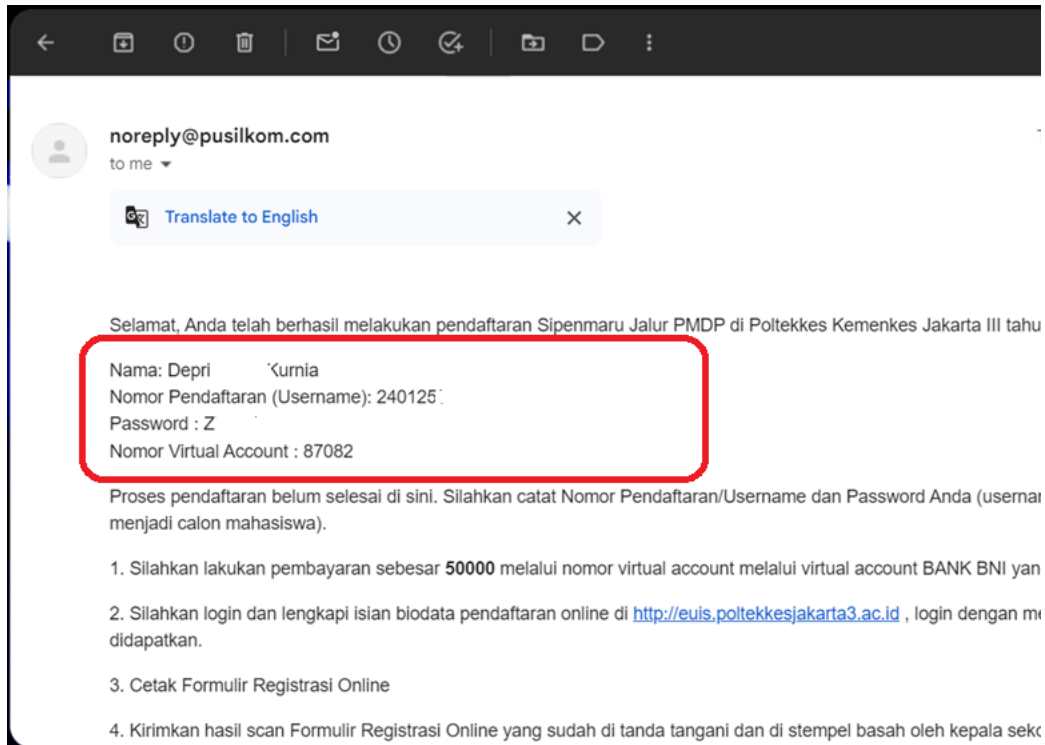 noreply@pusilkom.com
to me
Translate to English
Selamat, Anda telah berhasil melakukan pendaftaran Sipenmaru Jalur PMDP di Poltekkes Kemenkes Jakarta III tahu
Nama: Depri Kurnia
Nomor Pendaftaran (Username): 240125
Password : Z
Nomor Virtual Account : 87082
Proses pendaftaran belum selesai di sini. Silahkan catat Nomor Pendaftaran/Username dan Password Anda (userna
menjadi calon mahasiswa).
1. Silahkan lakukan pembayaran sebesar 50000 melalui nomor virtual account melalui virtual account BANK BNI yan
2. Silahkan login dan lengkapi isian biodata pendaftaran online di http://euis.poltekkesjakarta3.ac.id , login dengan me
didapatkan.
3. Cetak Formulir Registrasi Online
4. Kirimkan hasil scan Formulir Registrasi Online yang sudah di tanda tangani dan di stempel basah oleh kepala seko